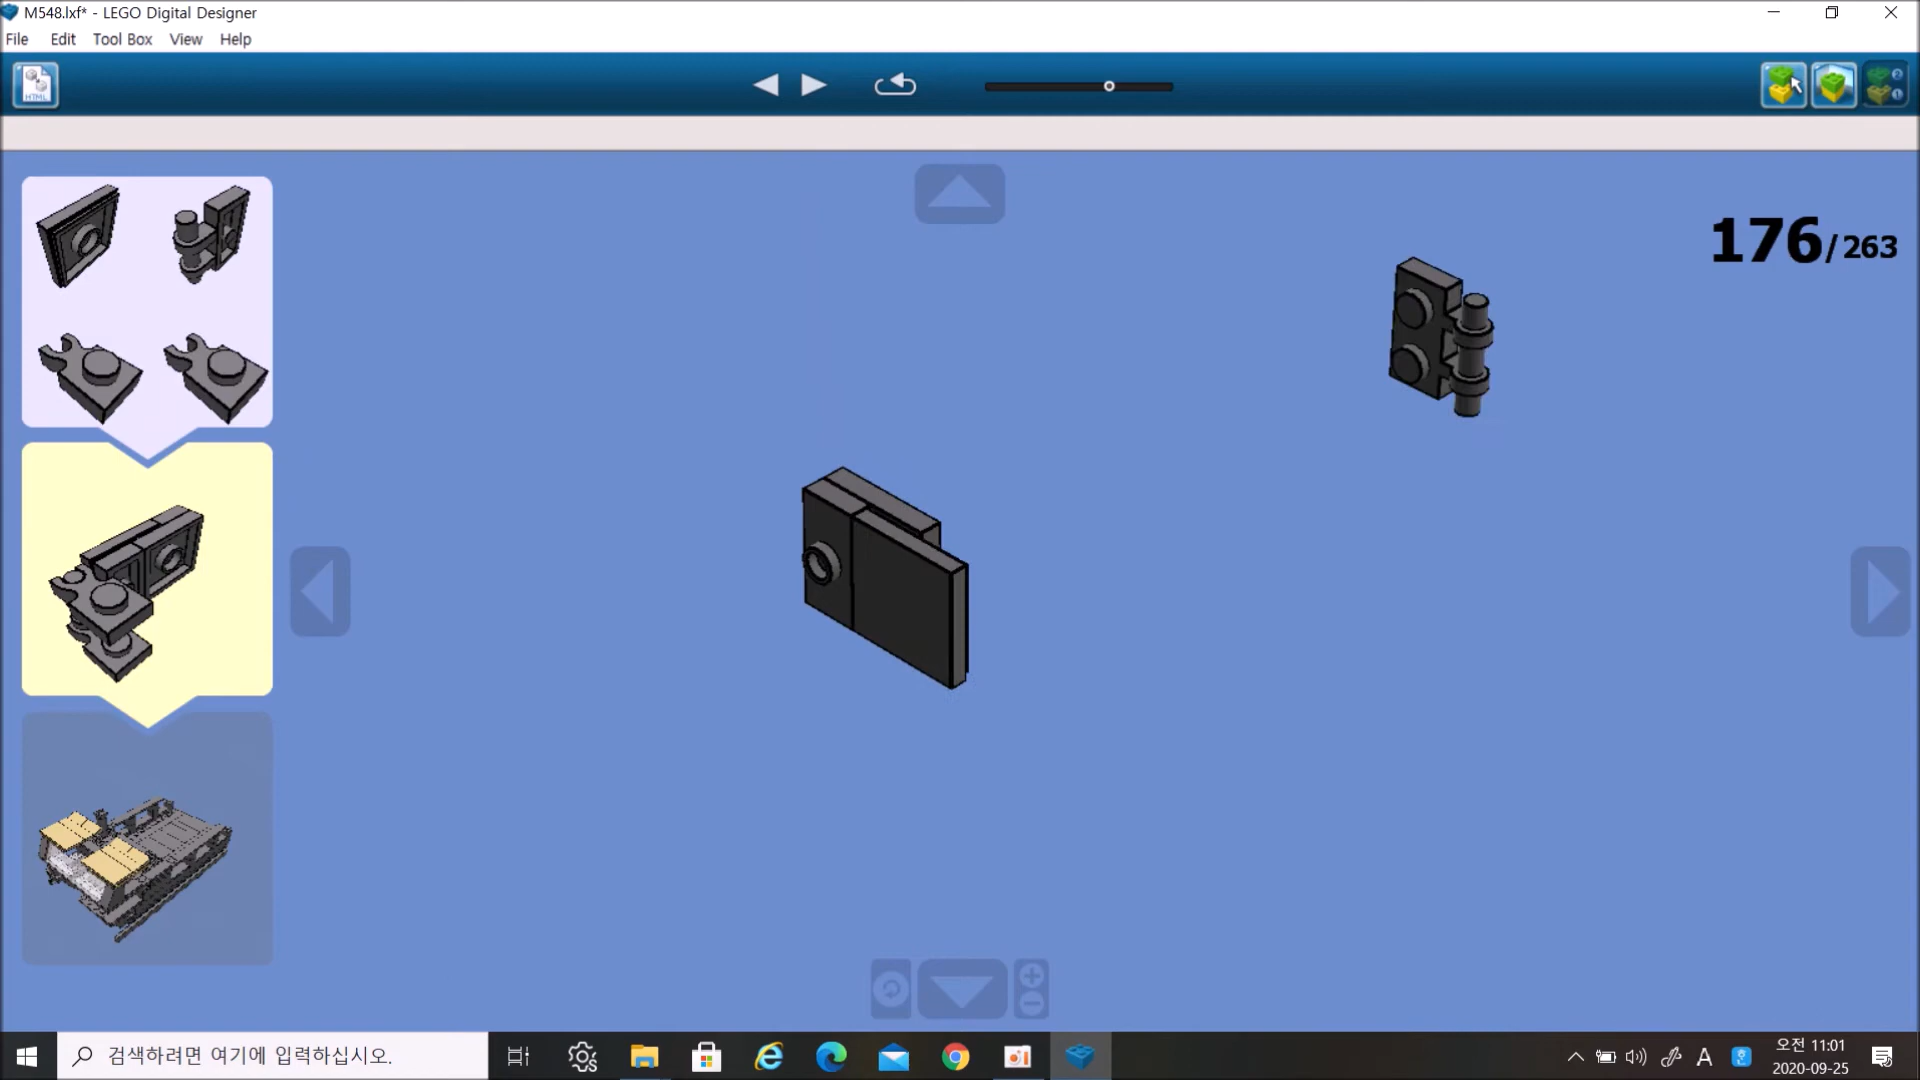 M548.lxf* - LEGO Digital Designer
File Edit Tool Box View Help
HTML
176/263
검색하려면 여기에 입력하십시오.
A
오전 11:01
2020-09-25